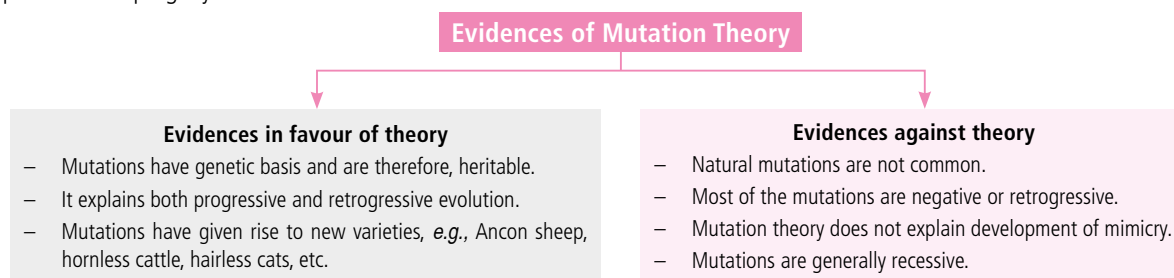 Evidences of Mutation Theory
Evidences in favour of theory
– Mutations have genetic basis and are therefore, heritable.
– It explains both progressive and retrogressive evolution.
– Mutations have given rise to new varieties, e.g., Ancon sheep,
hornless cattle, hairless cats, etc.
Evidences against theory
– Natural mutations are not common.
– Most of the mutations are negative or retrogressive.
– Mutation theory does not explain development of mimicry.
– Mutations are generally recessive.